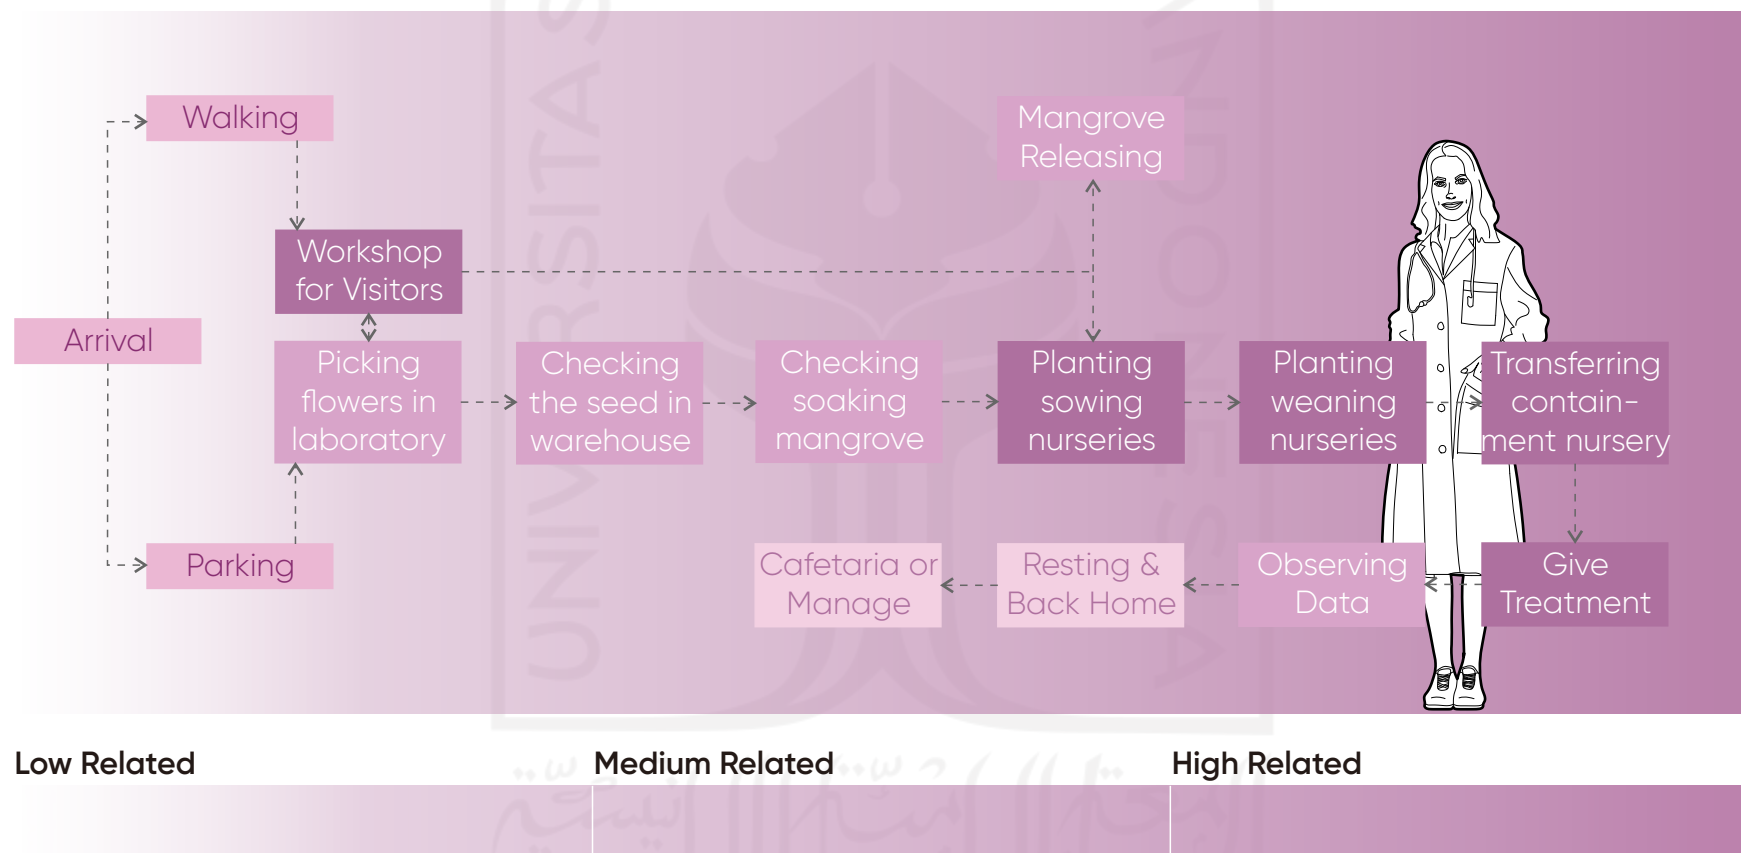 Walking
Mangrove
Releasing
Workshop
for Visitors
Arrival
Picking
flowers in
laboratory
Checking
the seed in
warehouse
Checking
soaking
mangrove
Planting
sowing
nurseries
Planting
weaning
nurseries
Transferring
contain-
ment nursery
Parking
Cafetaria or
Manage
Resting &
Back Home
Observing
Data
Give
Treatment
Low Related
Medium Related
High Related
UNIVERSITAS
INDONESIA